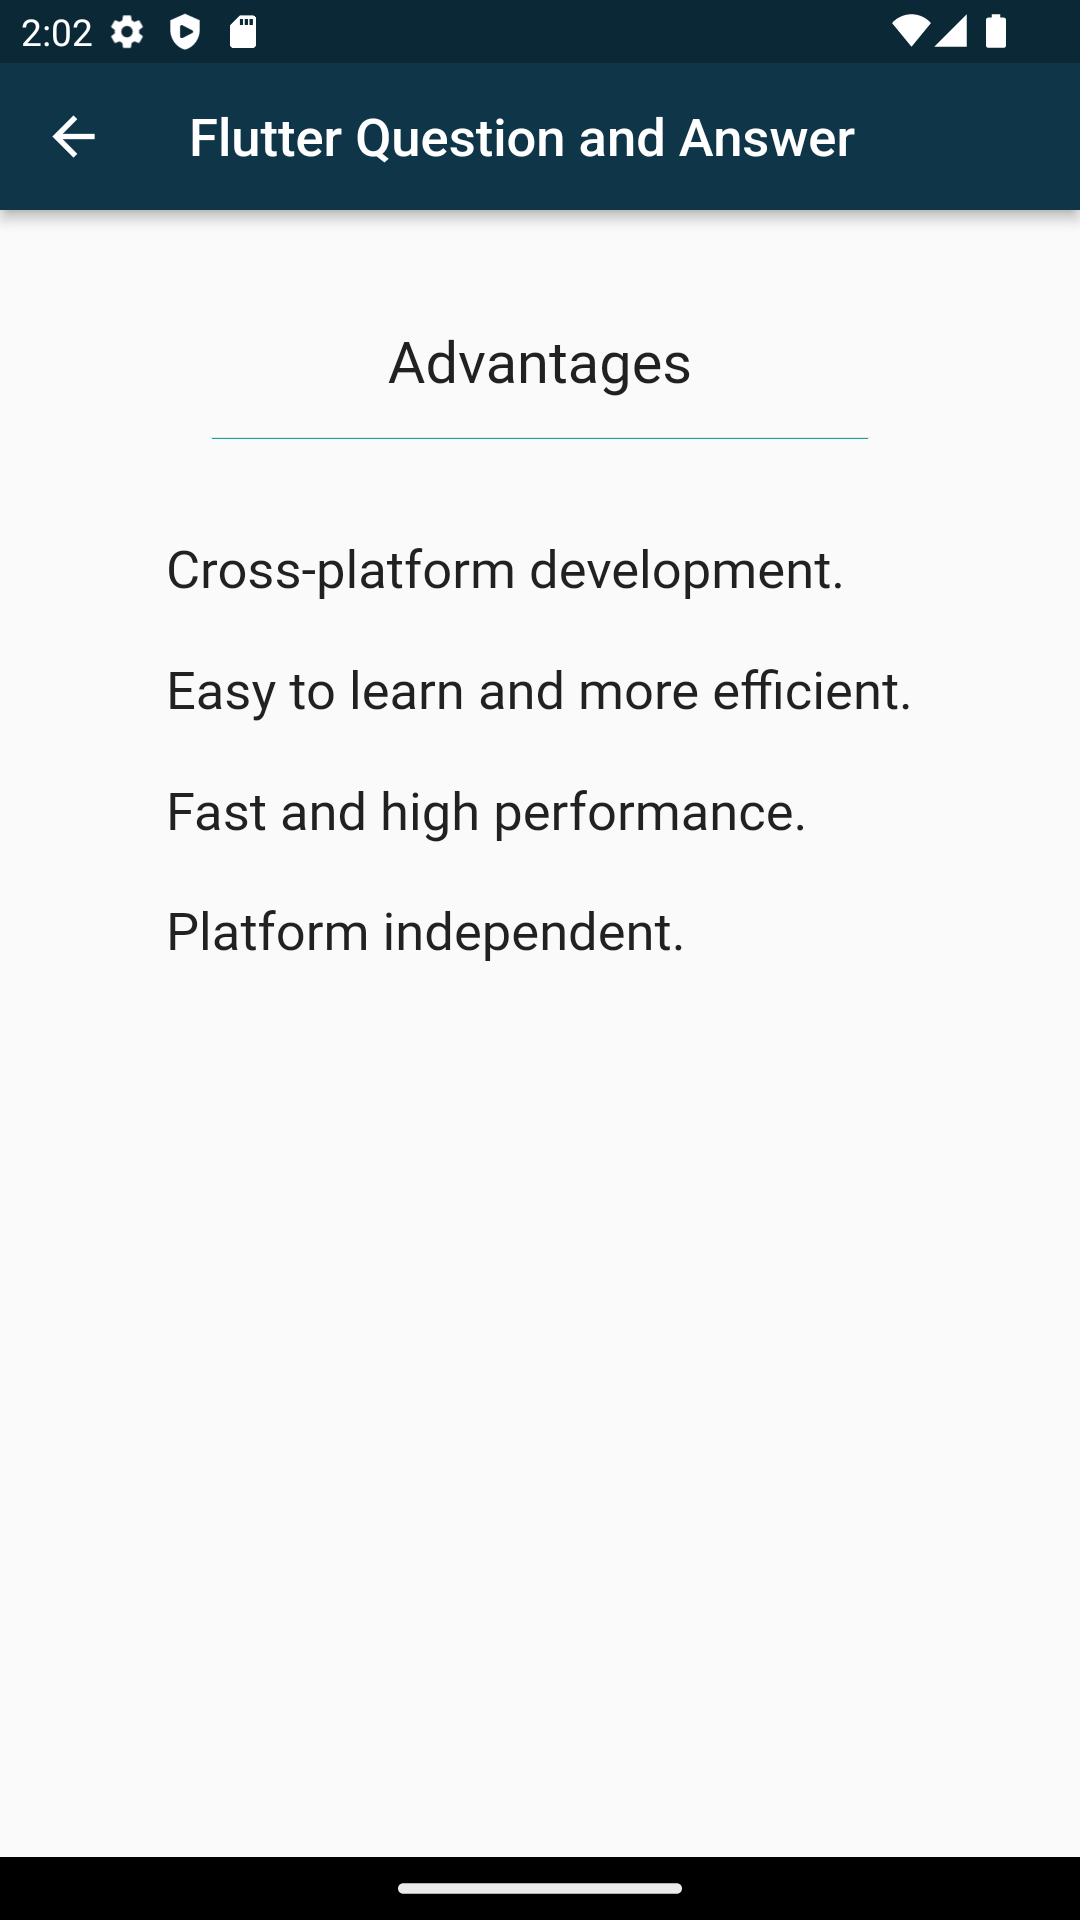 2:02
Flutter Question and Answer
Advantages
Cross-platform development.
Easy to learn and more efficient.
Fast and high performance.
Platform independent.